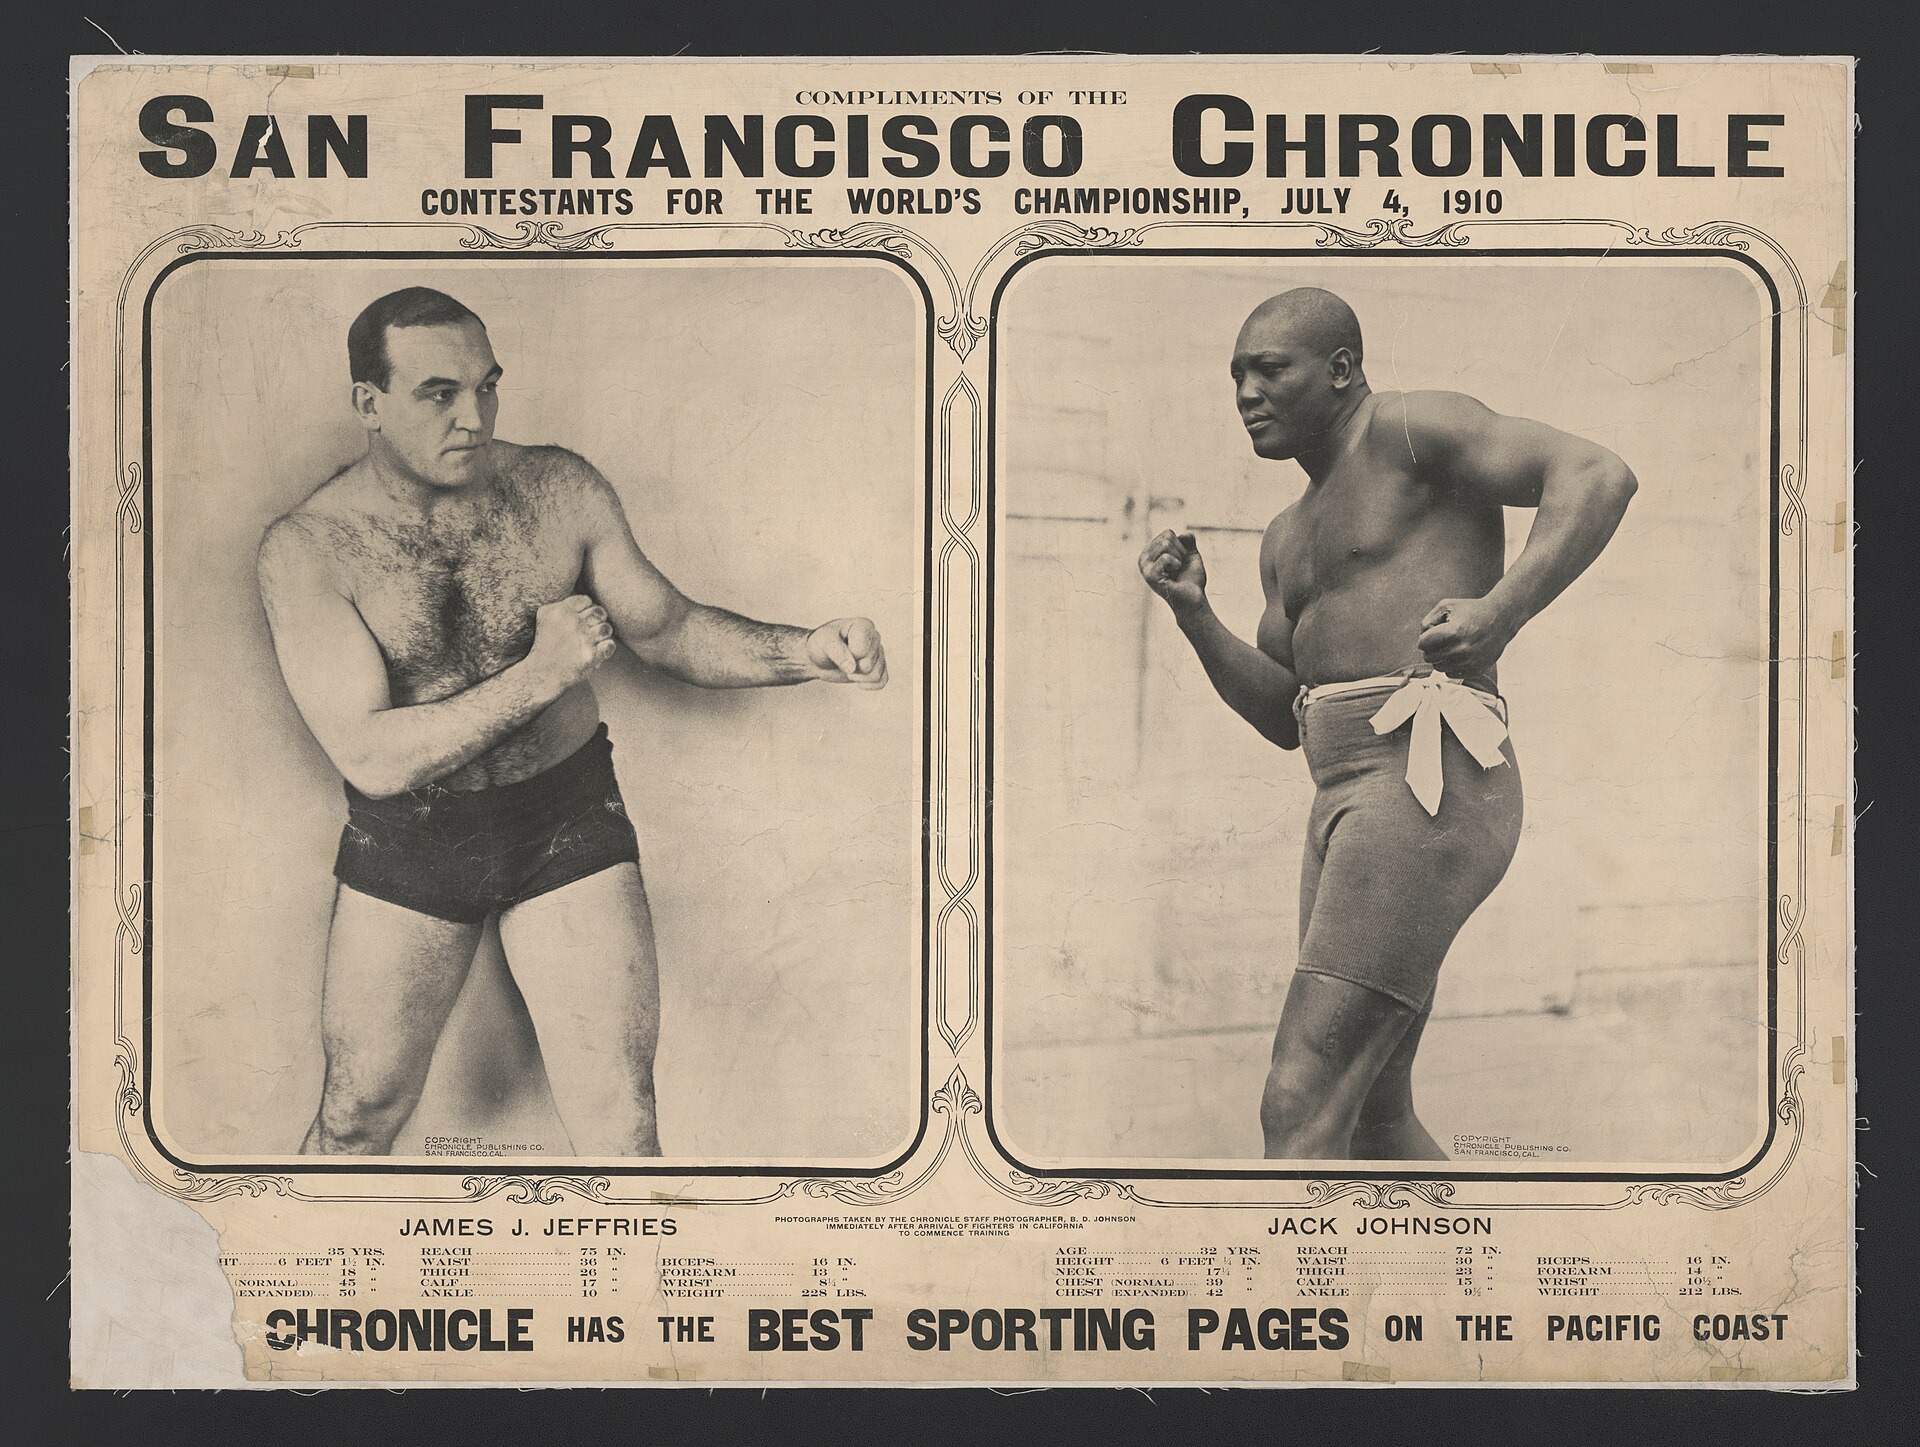 COMPLIMENTS OF THE
SAN FRANCISCO CHRONICLE
CONTESTANTS FOR THE WORLD'S CHAMPIONSHIP, JULY 4, 1910
COPYRIGHT
CHRONICLE PUBLISHING CO.
SAN FRANCISCO, CAL.
COPYRIGHT
CHRONICLE PUBLISHING CO.
SAN FRANCISCO, CAL.
JAMES J. JEFFRIES
35 YRS.
HT 6 FEET 1½ IN.
18 "
(NORMAL) 45 "
(EXPANDED) 50 "
REACH 75 IN.
WAIST 36 "
THIGH 26 "
CALF 17 "
ANKLE 10 "
BICEPS 16 IN.
FOREARM 13 "
WRIST 8¼ "
WEIGHT 228 LBS.
PHOTOGRAPHS TAKEN BY THE CHRONICLE STAFF PHOTOGRAPHER, B. D. JOHNSON
IMMEDIATELY AFTER ARRIVAL OF FIGHTERS IN CALIFORNIA
TO COMMENCE TRAINING
JACK JOHNSON
AGE 32 YRS.
HEIGHT 6 FEET ¼ IN.
NECK 17¼ "
CHEST (NORMAL) 39 "
CHEST (EXPANDED) 42 "
REACH 72 IN.
WAIST 30 "
THIGH 23 "
CALF 15 "
ANKLE 9½ "
BICEPS 16 IN.
FOREARM 14 "
WRIST 10½ "
WEIGHT 212 LBS.
CHRONICLE HAS THE BEST SPORTING PAGES ON THE PACIFIC COAST